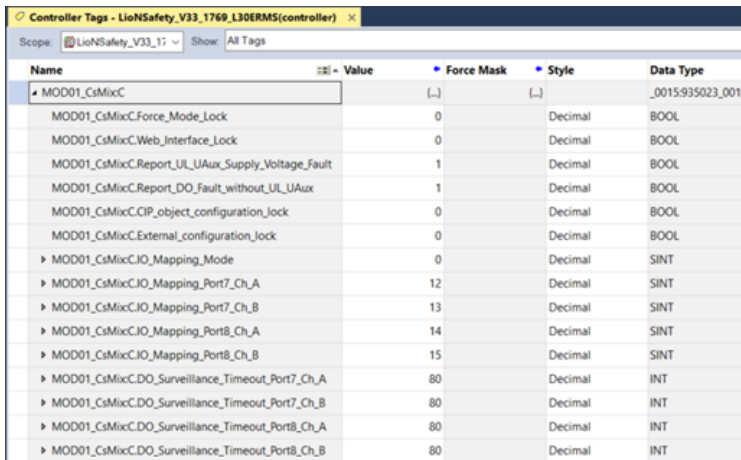 Controller Tags - LioNSafety_V33_1769_L30ERMS(controller) ×
Scope: LioNSafety_V33_17 Show: All Tags
Name Value Force Mask Style Data Type
MOD01_CsMixC {...} {...} _0015:935023_001
MOD01_CsMixC.Force_Mode_Lock 0 Decimal BOOL
MOD01_CsMixC.Web_Interface_Lock 0 Decimal BOOL
MOD01_CsMixC.Report_UL_UAux_Supply_Voltage_Fault 1 Decimal BOOL
MOD01_CsMixC.Report_DO_Fault_without_UL_UAux 1 Decimal BOOL
MOD01_CsMixC.CIP_object_configuration_lock 0 Decimal BOOL
MOD01_CsMixC.External_configuration_lock 0 Decimal BOOL
MOD01_CsMixC.IO_Mapping_Mode 0 Decimal SINT
MOD01_CsMixC.IO_Mapping_Port7_Ch_A 12 Decimal SINT
MOD01_CsMixC.IO_Mapping_Port7_Ch_B 13 Decimal SINT
MOD01_CsMixC.IO_Mapping_Port8_Ch_A 14 Decimal SINT
MOD01_CsMixC.IO_Mapping_Port8_Ch_B 15 Decimal SINT
MOD01_CsMixC.DO_Surveillance_Timeout_Port7_Ch_A 80 Decimal INT
MOD01_CsMixC.DO_Surveillance_Timeout_Port7_Ch_B 80 Decimal INT
MOD01_CsMixC.DO_Surveillance_Timeout_Port8_Ch_A 80 Decimal INT
MOD01_CsMixC.DO_Surveillance_Timeout_Port8_Ch_B 80 Decimal INT